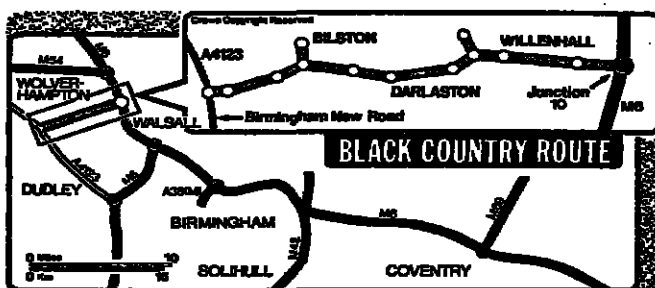 Crown Copyright Reserved
BILSTON
WILLENHALL
A4123
DARLASTON
Junction
10
M6
Birmingham New Road
BLACK COUNTRY ROUTE
M54
M6
WOLVER-
HAMPTON
WALSALL
A4123
DUDLEY
M5
A38(M)
BIRMINGHAM
M6
M69
M42
SOLIHULL
COVENTRY
0 Miles 10
0 Km 15